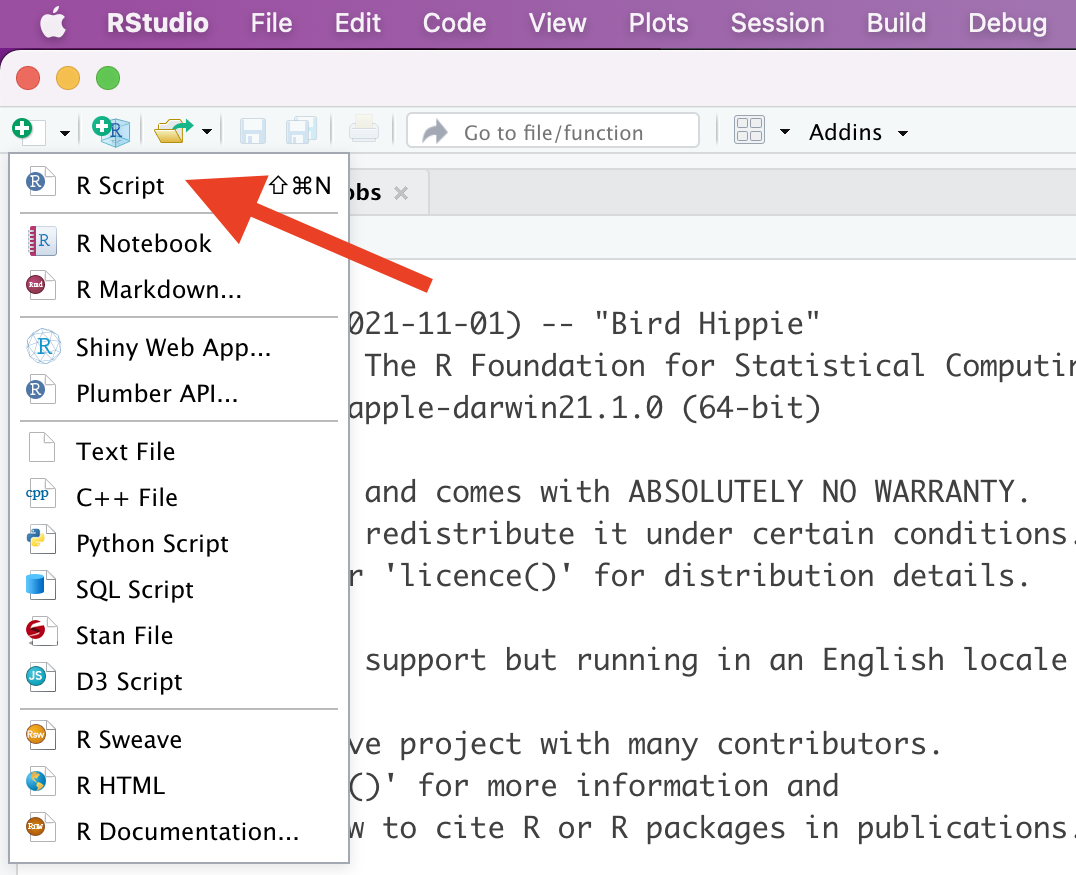 RStudio File Edit Code View Plots Session Build Debug
Go to file/function Addins
R Script ⇧⌘N
R Notebook
R Markdown...
Shiny Web App...
Plumber API...
Text File
C++ File
Python Script
SQL Script
Stan File
D3 Script
R Sweave
R HTML
R Documentation...
021-11-01) -- "Bird Hippie"
The R Foundation for Statistical
apple-darwin21.1.0 (64-bit)
and comes with ABSOLUTELY NO WARRANTY.
redistribute it under certain conditions.
r 'licence()' for distribution details.
support but running in an English locale
ve project with many contributors.
()' for more information and
w to cite R or R packages in publications.